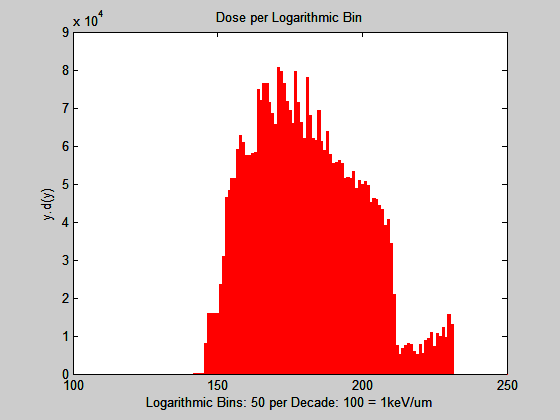 Dose per Logarithmic Bin
x 10^4
9
8
7
6
5
4
3
2
1
0
y.d(y)
100 150 200 250
Logarithmic Bins: 50 per Decade: 100 = 1keV/um